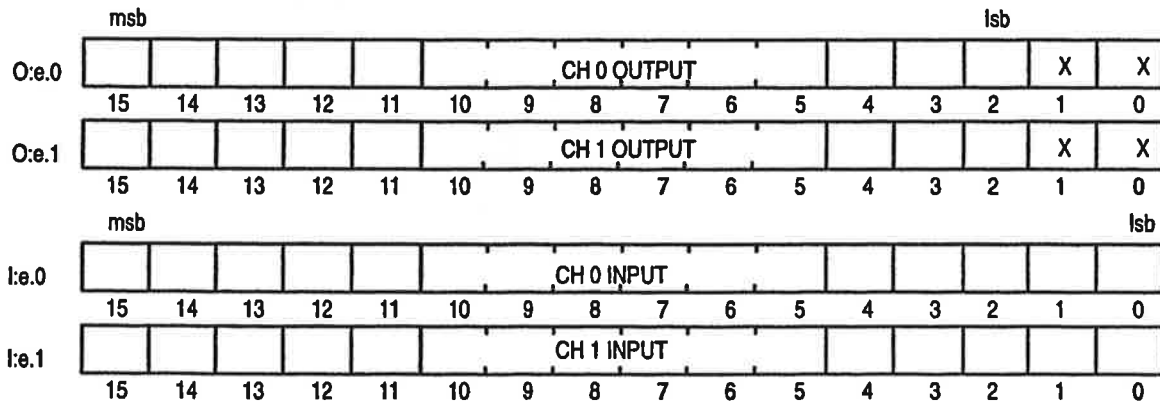 msb lsb
O:e.0 CH 0 OUTPUT X X
15 14 13 12 11 10 9 8 7 6 5 4 3 2 1 0
O:e.1 CH 1 OUTPUT X X
15 14 13 12 11 10 9 8 7 6 5 4 3 2 1 0
msb lsb
I:e.0 CH 0 INPUT
15 14 13 12 11 10 9 8 7 6 5 4 3 2 1 0
I:e.1 CH 1 INPUT
15 14 13 12 11 10 9 8 7 6 5 4 3 2 1 0